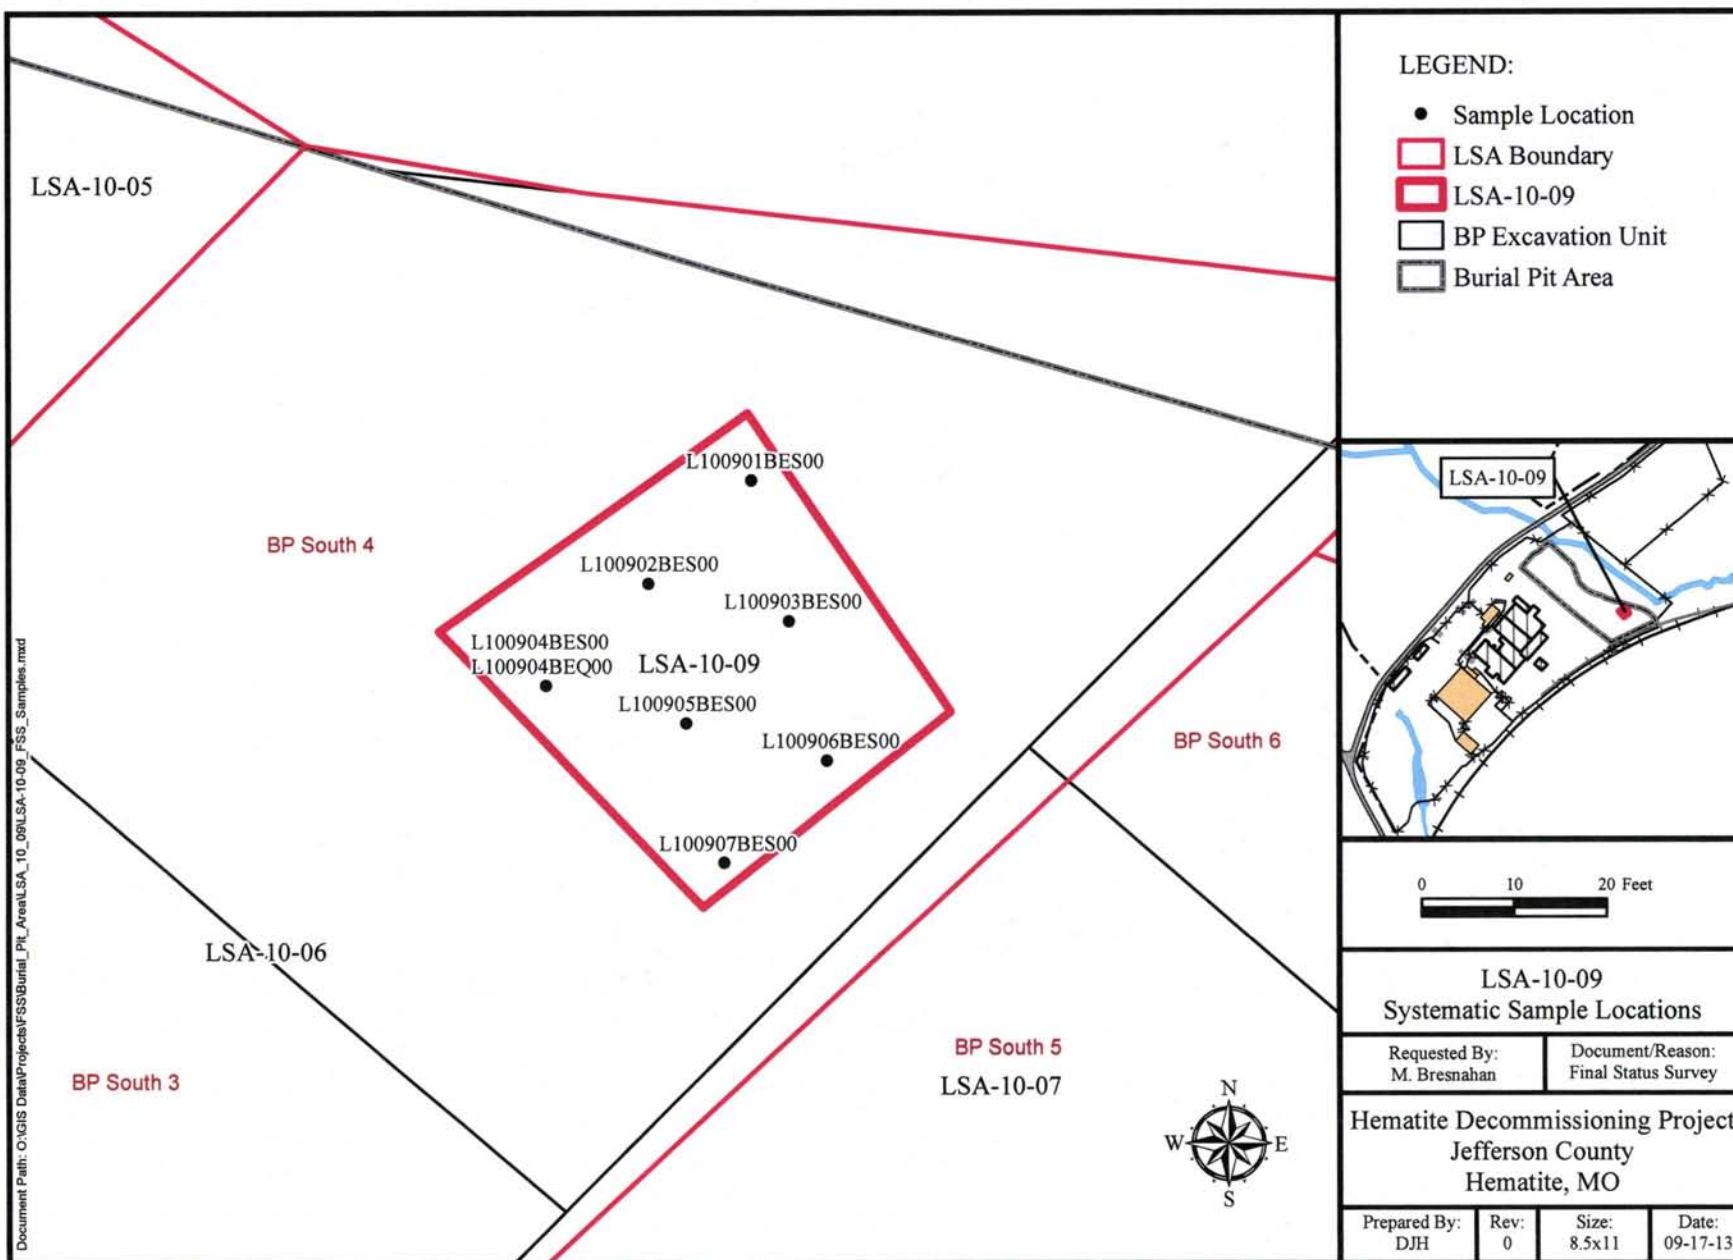 LSA-10-05
L100901BES00
BP South 4
L100902BES00
L100903BES00
L100904BES00
L100904BEQ00
LSA-10-09
L100905BES00
L100906BES00
BP South 6
L100907BES00
LSA-10-06
BP South 3
BP South 5
LSA-10-07
N
W
E
S
Document Path: O:\GIS Data\Projects\FSS\Burial_Pit_Area\LSA_10_09\LSA-10-09_FSS_Samples.mxd
LEGEND:
Sample Location
LSA Boundary
LSA-10-09
BP Excavation Unit
Burial Pit Area
LSA-10-09
0 10 20 Feet
LSA-10-09
Systematic Sample Locations
Requested By:
M. Bresnahan
Document/Reason:
Final Status Survey
Hematite Decommissioning Project
Jefferson County
Hematite, MO
Prepared By:
DJH
Rev:
0
Size:
8.5x11
Date:
09-17-13